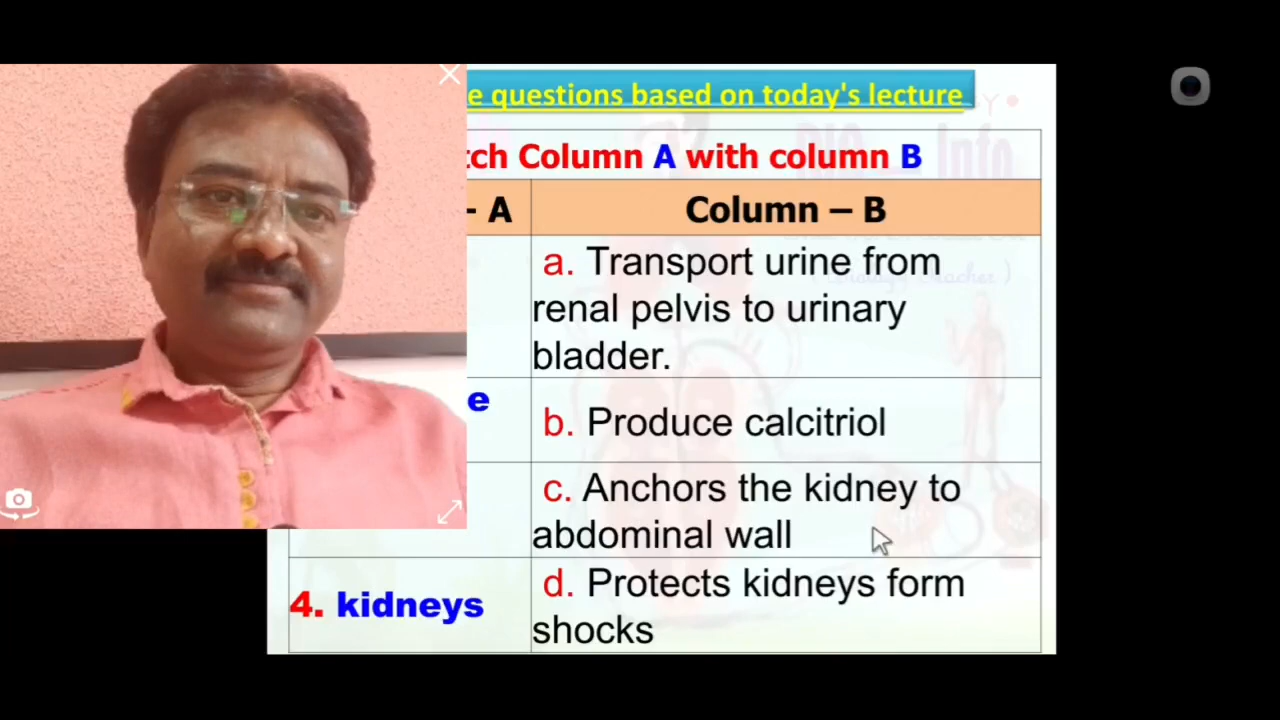 e questions based on today's lecture
tch Column A with column B
- A
Column – B
a. Transport urine from
renal pelvis to urinary
bladder.
e
b. Produce calcitriol
c. Anchors the kidney to
abdominal wall
4. kidneys
d. Protects kidneys form
shocks